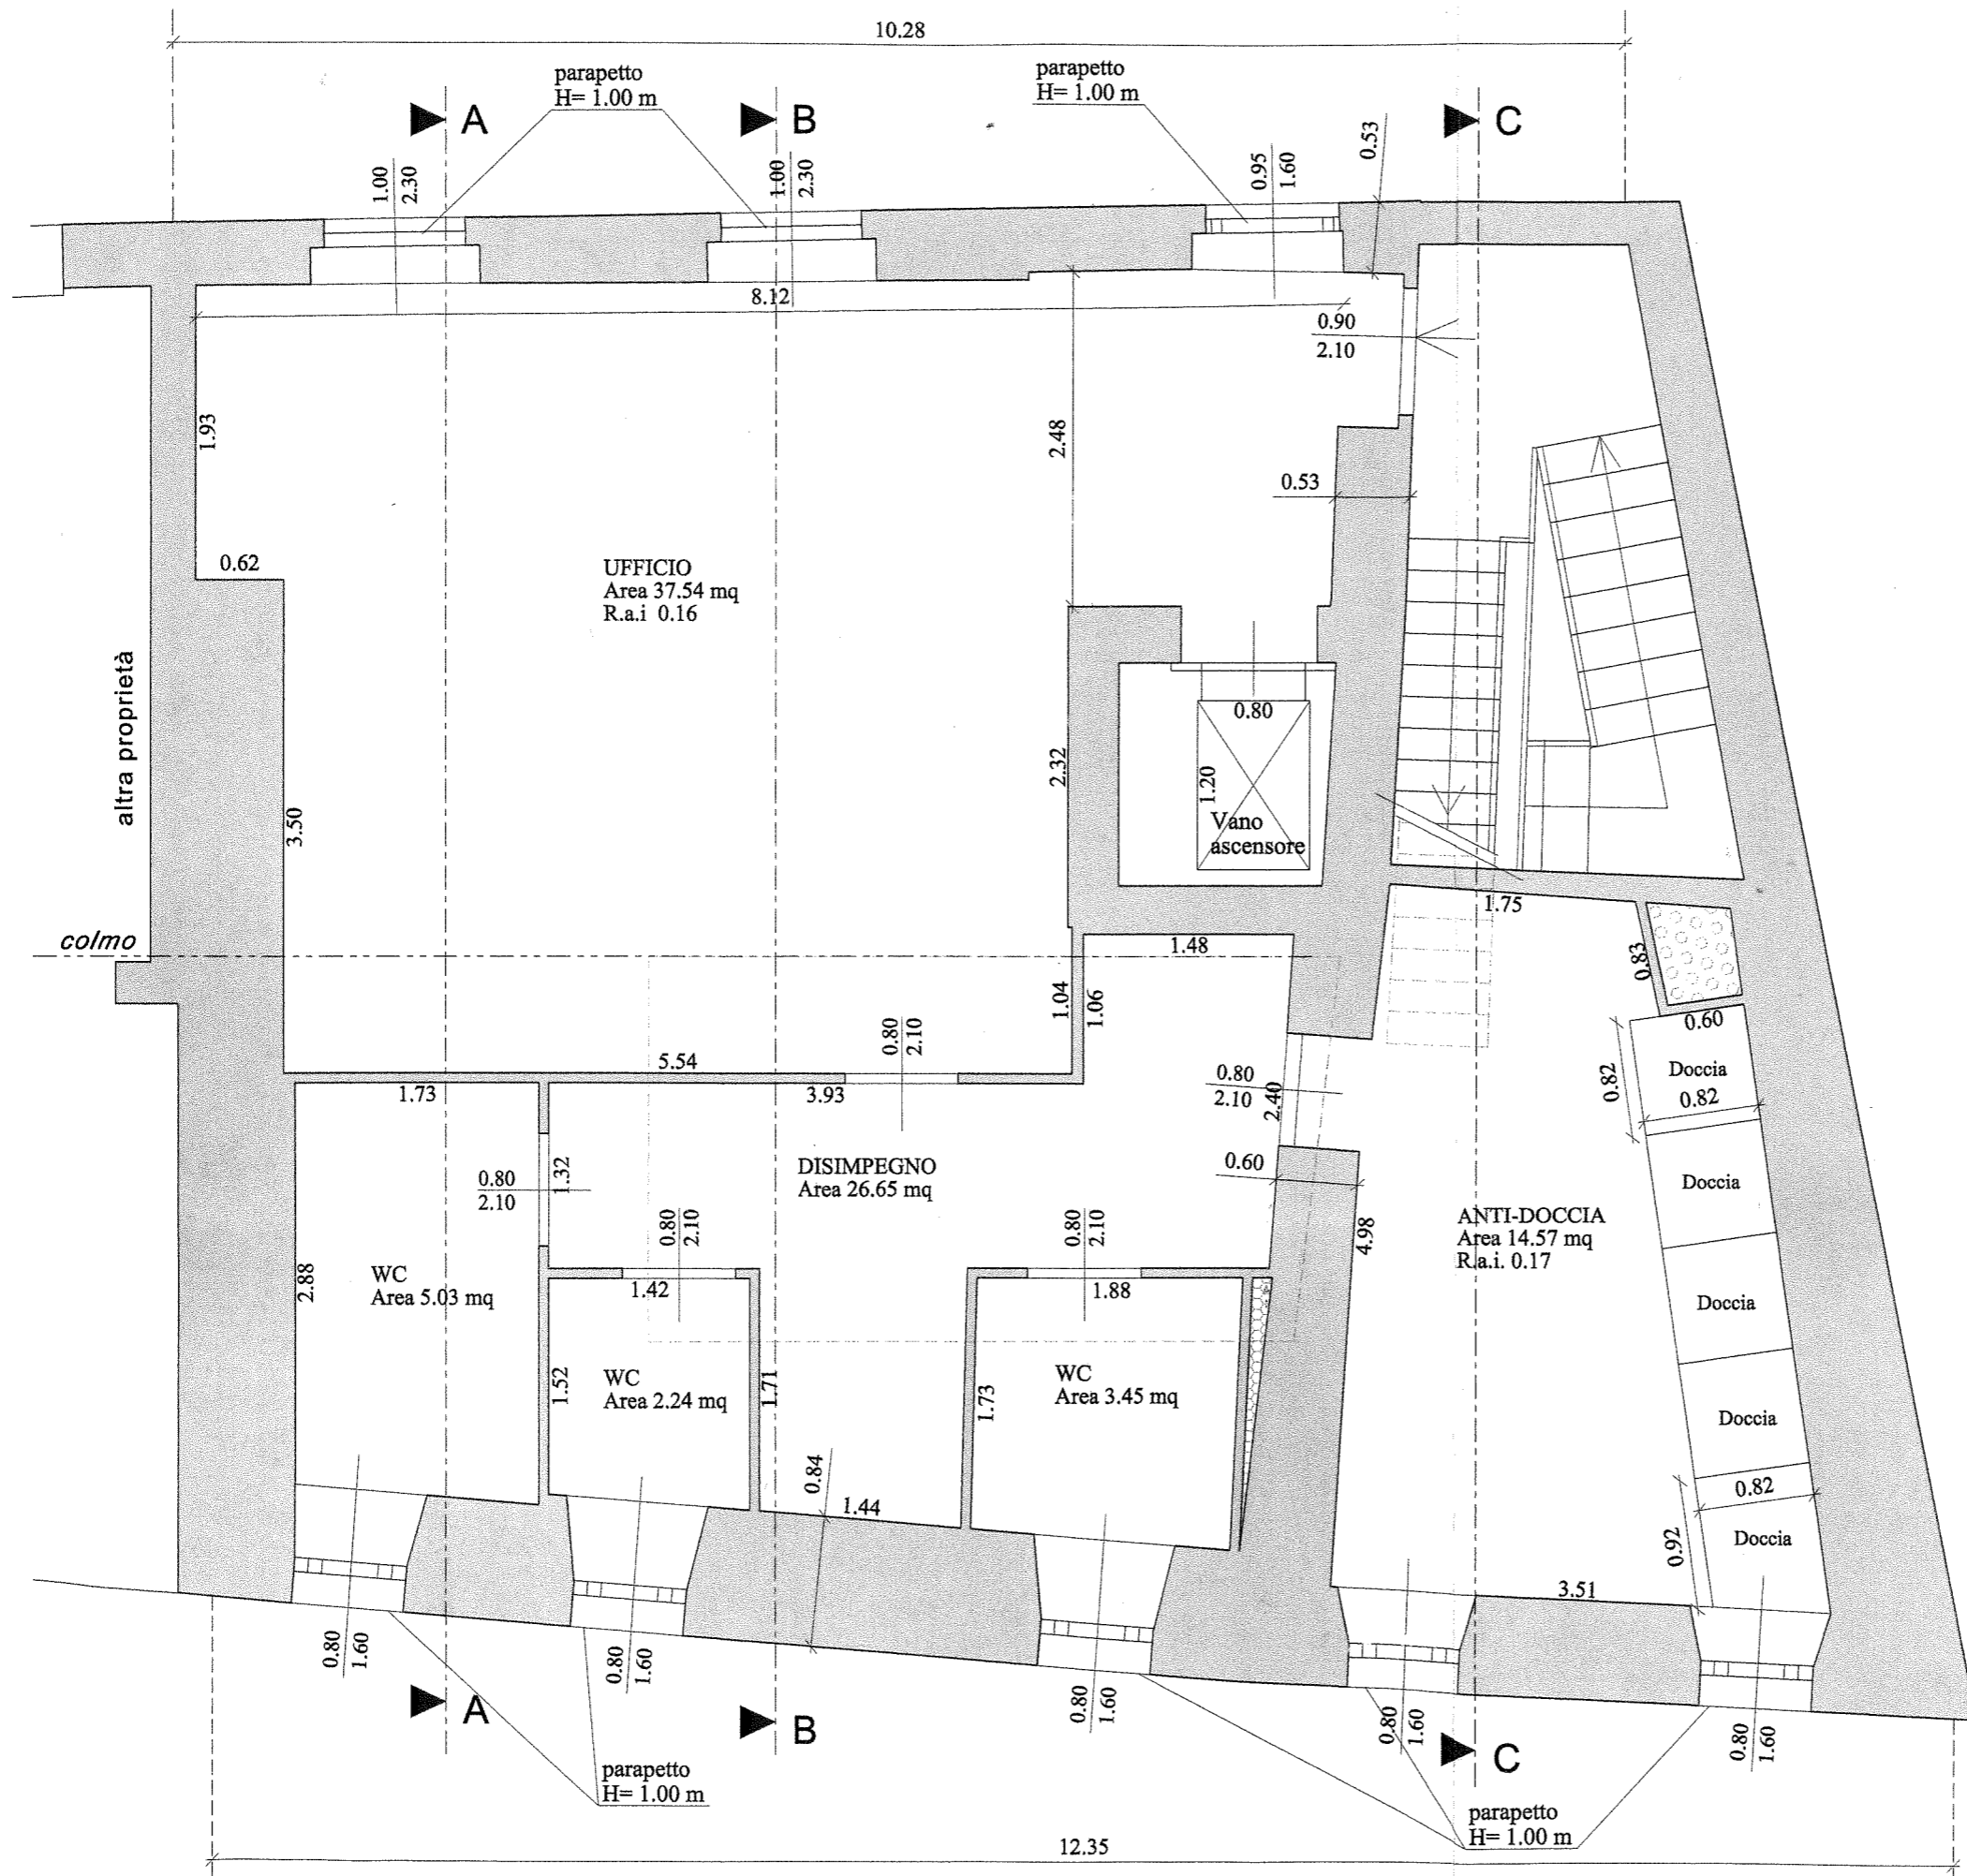 10.28
parapetto
H= 1.00 m
parapetto
H= 1.00 m
A
B
C
1.00
2.30
1.00
2.30
0.95
1.60
0.53
8.12
0.90
2.10
1.93
2.48
0.53
0.62
UFFICIO
Area 37.54 mq
R.a.i 0.16
altra proprietà
0.80
2.32
1.20
Vano
ascensore
3.50
colmo
1.75
1.48
0.83
1.04
1.06
0.60
0.80
2.10
5.54
1.73
3.93
0.80
2.10
2.40
Doccia
0.82
0.82
1.32
0.80
2.10
DISIMPEGNO
Area 26.65 mq
0.60
Doccia
0.80
2.10
0.80
2.10
4.98
ANTI-DOCCIA
Area 14.57 mq
R.a.i. 0.17
2.88
WC
Area 5.03 mq
1.42
1.88
Doccia
1.52
WC
Area 2.24 mq
1.71
1.73
WC
Area 3.45 mq
Doccia
0.84
1.44
0.82
0.92
Doccia
3.51
0.80
1.60
0.80
1.60
0.80
1.60
0.80
1.60
0.80
1.60
A
B
C
parapetto
H= 1.00 m
parapetto
H= 1.00 m
12.35